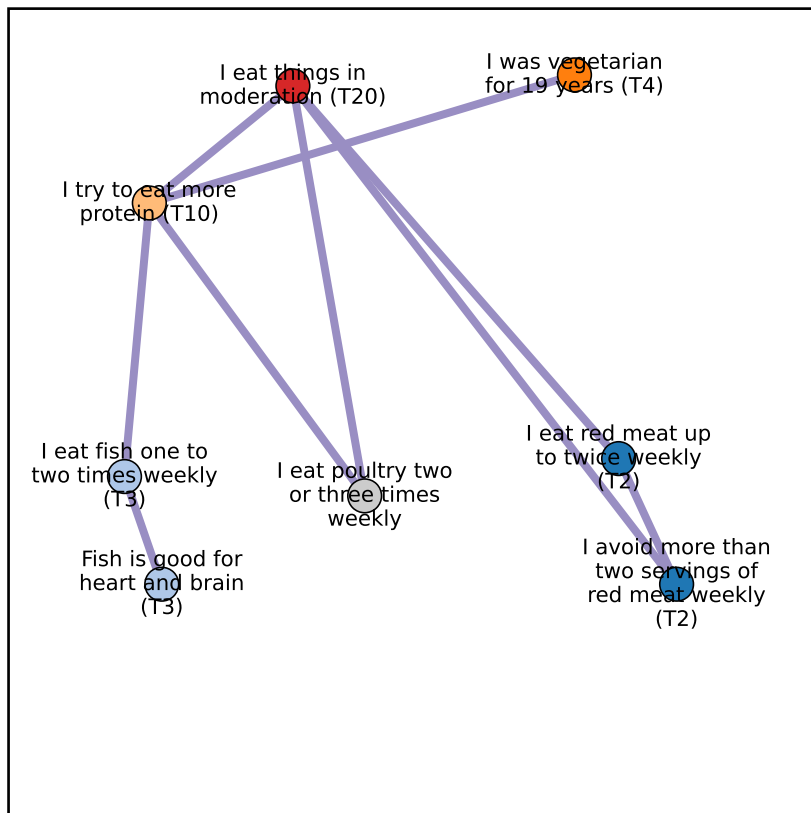 I eat things in
moderation (T20)
I was vegetarian
for 19 years (T4)
I try to eat more
protein (T10)
I eat fish one to
two times weekly
(T3)
I eat poultry two
or three times
weekly
I eat red meat up
to twice weekly
(T2)
Fish is good for
heart and brain
(T3)
I avoid more than
two servings of
red meat weekly
(T2)